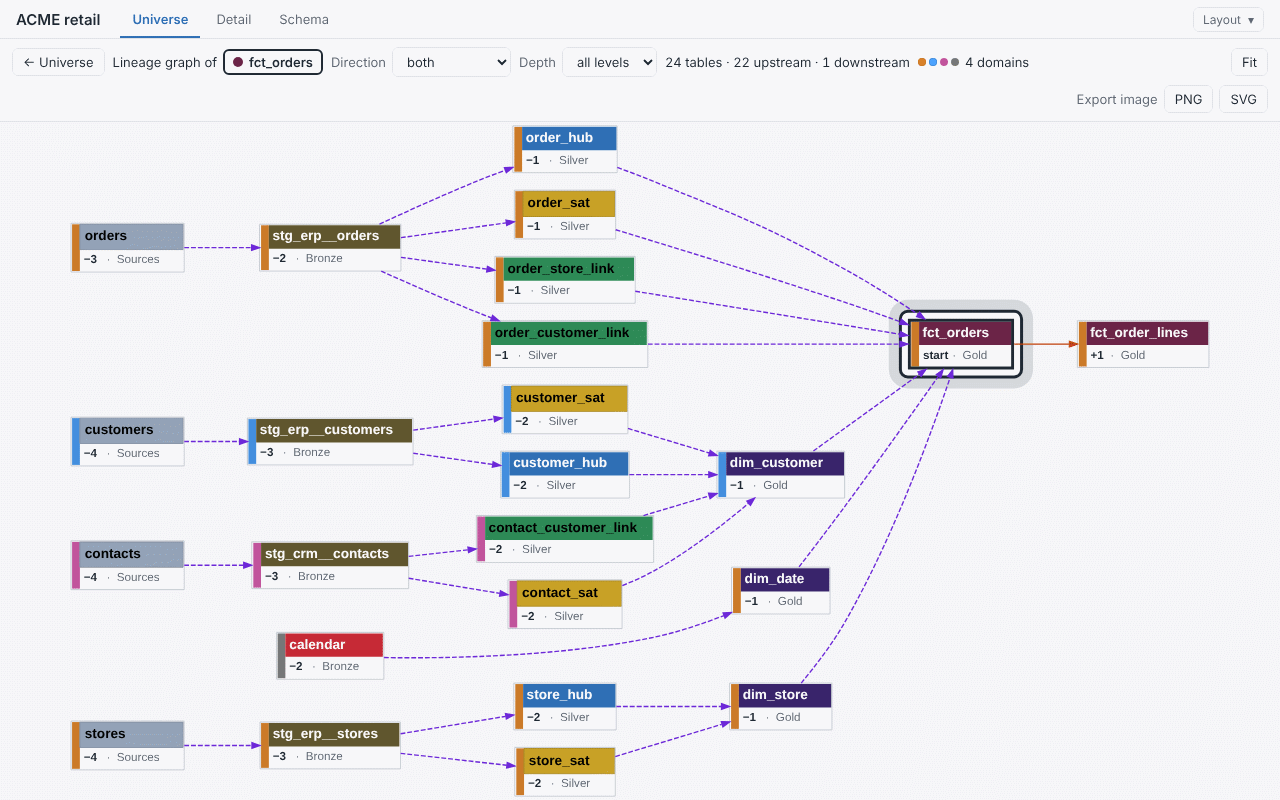 ACME retail Universe Detail Schema Layout ▾
← Universe Lineage graph of fct_orders Direction both Depth all levels 24 tables · 22 upstream · 1 downstream 4 domains Fit
Export image PNG SVG
order_hub
−1 · Silver
order_sat
−1 · Silver
orders
−3 · Sources
stg_erp__orders
−2 · Bronze
order_store_link
−1 · Silver
order_customer_link
−1 · Silver
fct_orders
start · Gold
fct_order_lines
+1 · Gold
customer_sat
−2 · Silver
customers
−4 · Sources
stg_erp__customers
−3 · Bronze
customer_hub
−2 · Silver
dim_customer
−1 · Gold
contact_customer_link
−2 · Silver
contacts
−4 · Sources
stg_crm__contacts
−3 · Bronze
contact_sat
−2 · Silver
dim_date
−1 · Gold
calendar
−2 · Bronze
store_hub
−2 · Silver
dim_store
−1 · Gold
stores
−4 · Sources
stg_erp__stores
−3 · Bronze
store_sat
−2 · Silver